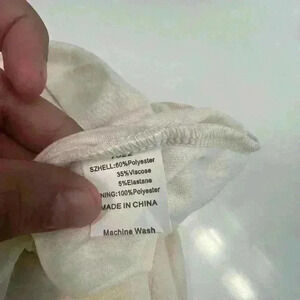 SZHELL:60%Polyester
35%Viscose
5%Elastane
NING:100%Polyester
MADE IN CHINA
Machine Wash